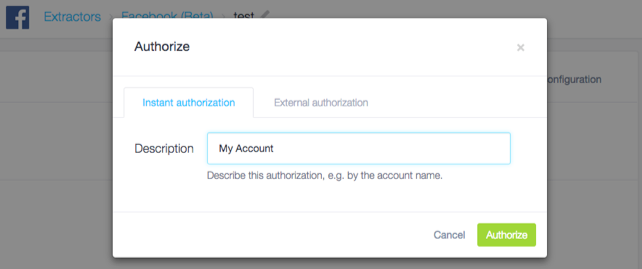 Extractors Facebook (Beta) test
Authorize ×
onfiguration
Instant authorization External authorization
Description My Account
Describe this authorization, e.g. by the account name.
Cancel Authorize